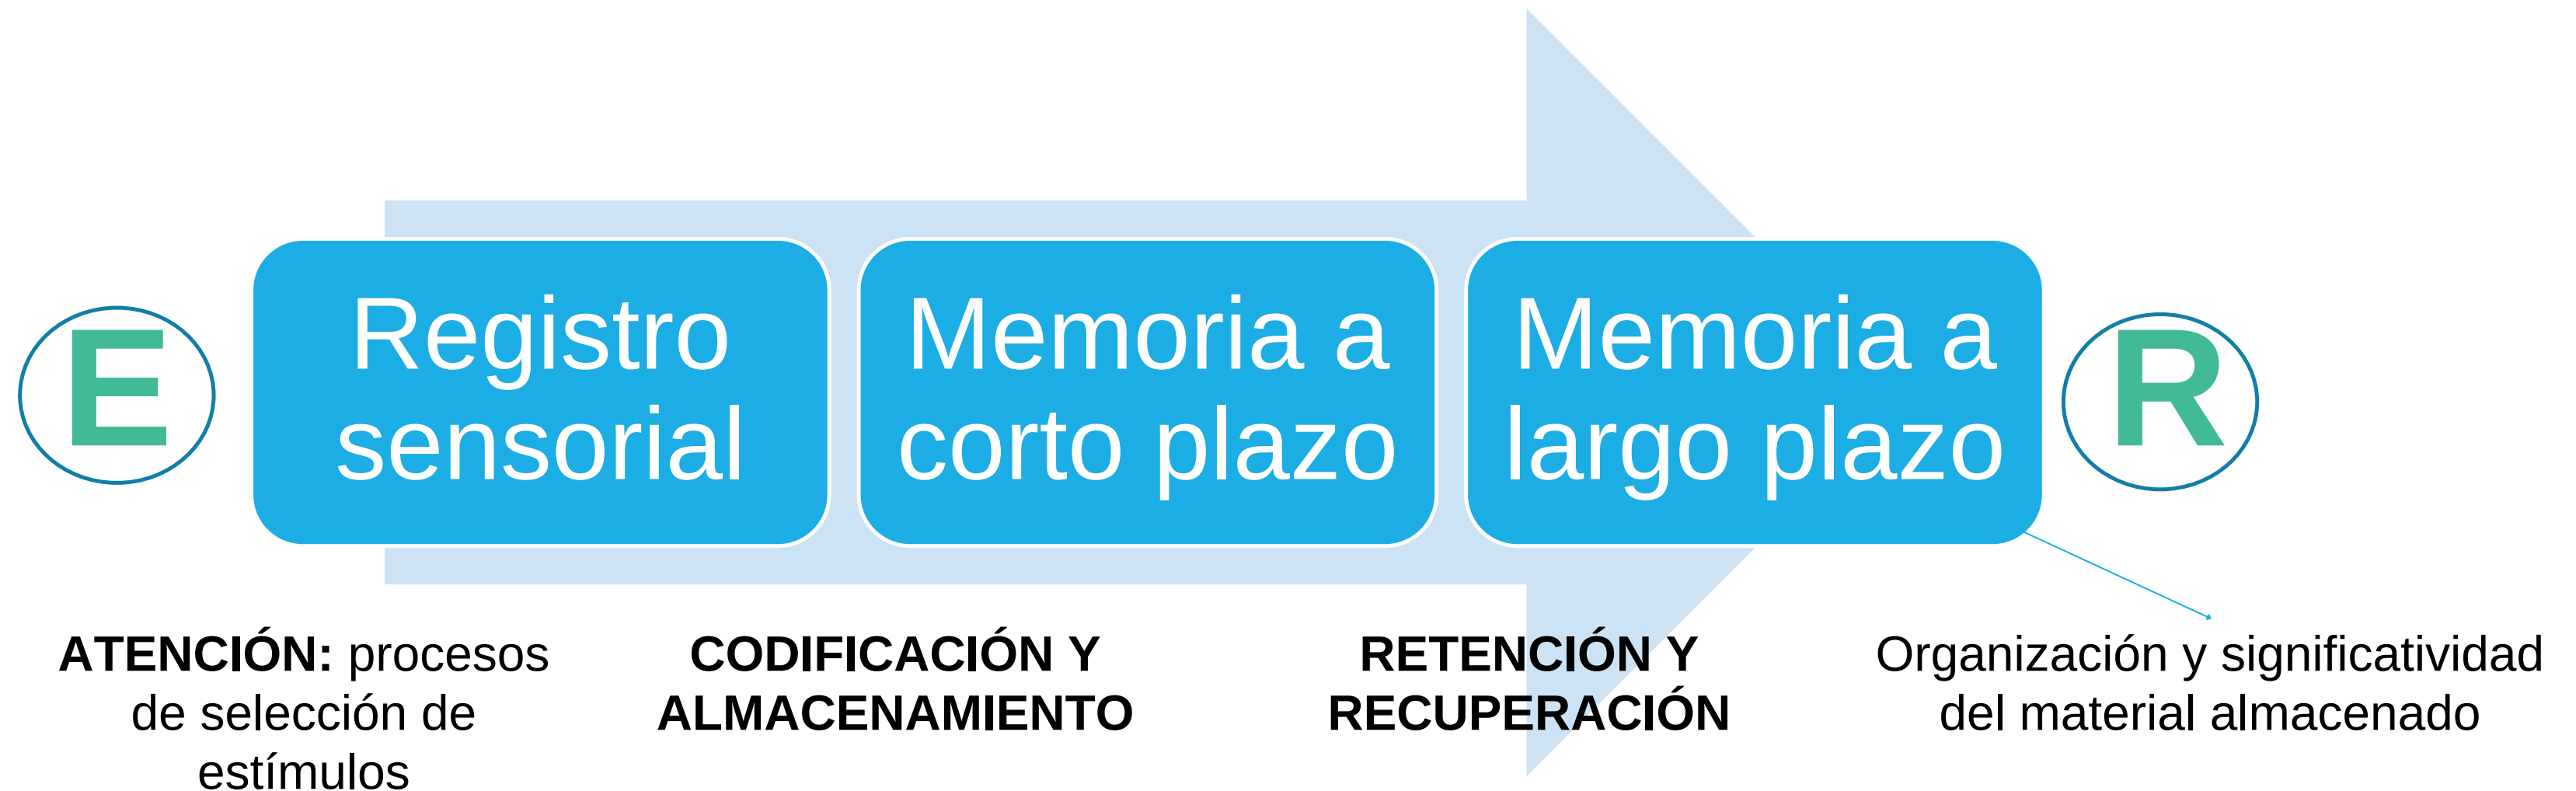 E
Registro
sensorial
Memoria a
corto plazo
Memoria a
largo plazo
R
ATENCIÓN: procesos
de selección de
estímulos
CODIFICACIÓN Y
ALMACENAMIENTO
RETENCIÓN Y
RECUPERACIÓN
Organización y significatividad
del material almacenado